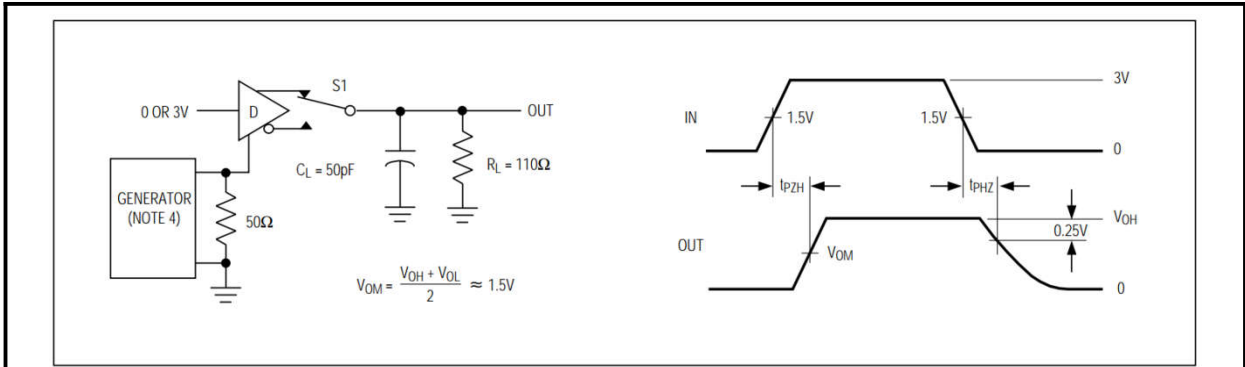 S1
0 OR 3V
D
OUT
C_L = 50pF
R_L = 110Ω
GENERATOR
(NOTE 4)
50Ω
V_OM = (V_OH + V_OL) / 2 ≈ 1.5V
3V
IN
1.5V
1.5V
0
t_PZH
t_PHZ
V_OH
0.25V
OUT
V_OM
0